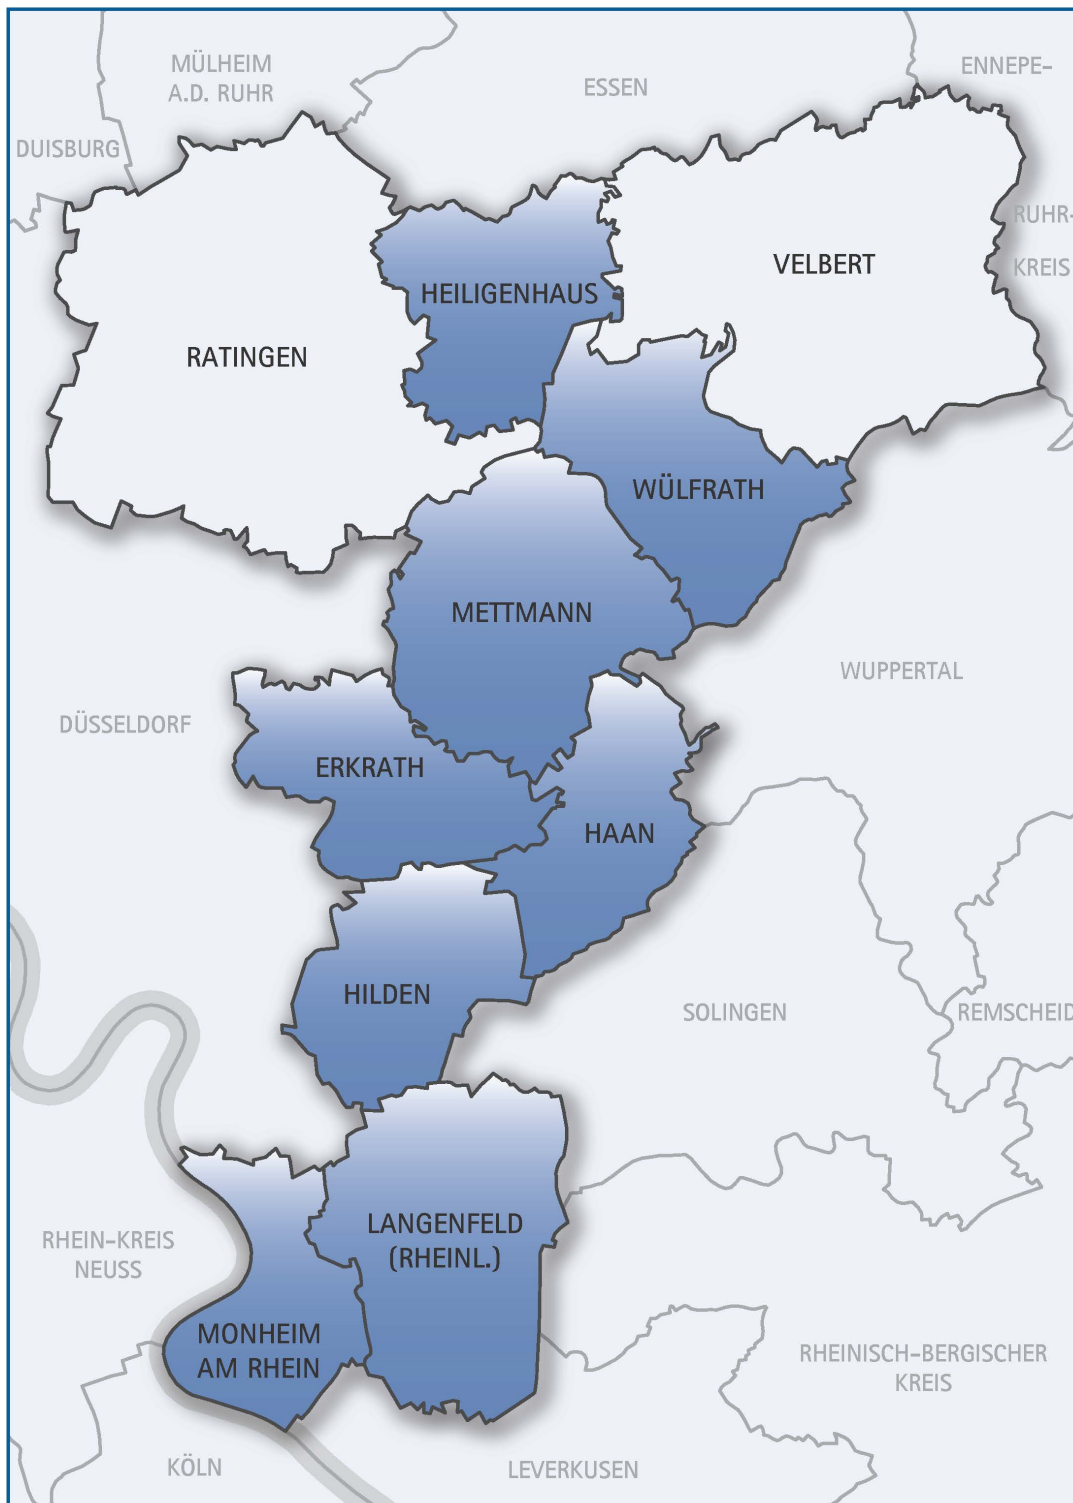 MÜLHEIM
A.D. RUHR
ESSEN
ENNEPE-
DUISBURG
RUHR-
KREIS
VELBERT
HEILIGENHAUS
RATINGEN
WÜLFRATH
METTMANN
WUPPERTAL
DÜSSELDORF
ERKRATH
HAAN
HILDEN
SOLINGEN
REMSCHEID
LANGENFELD
(RHEINL.)
RHEIN-KREIS
NEUSS
MONHEIM
AM RHEIN
RHEINISCH-BERGISCHER
KREIS
KÖLN
LEVERKUSEN